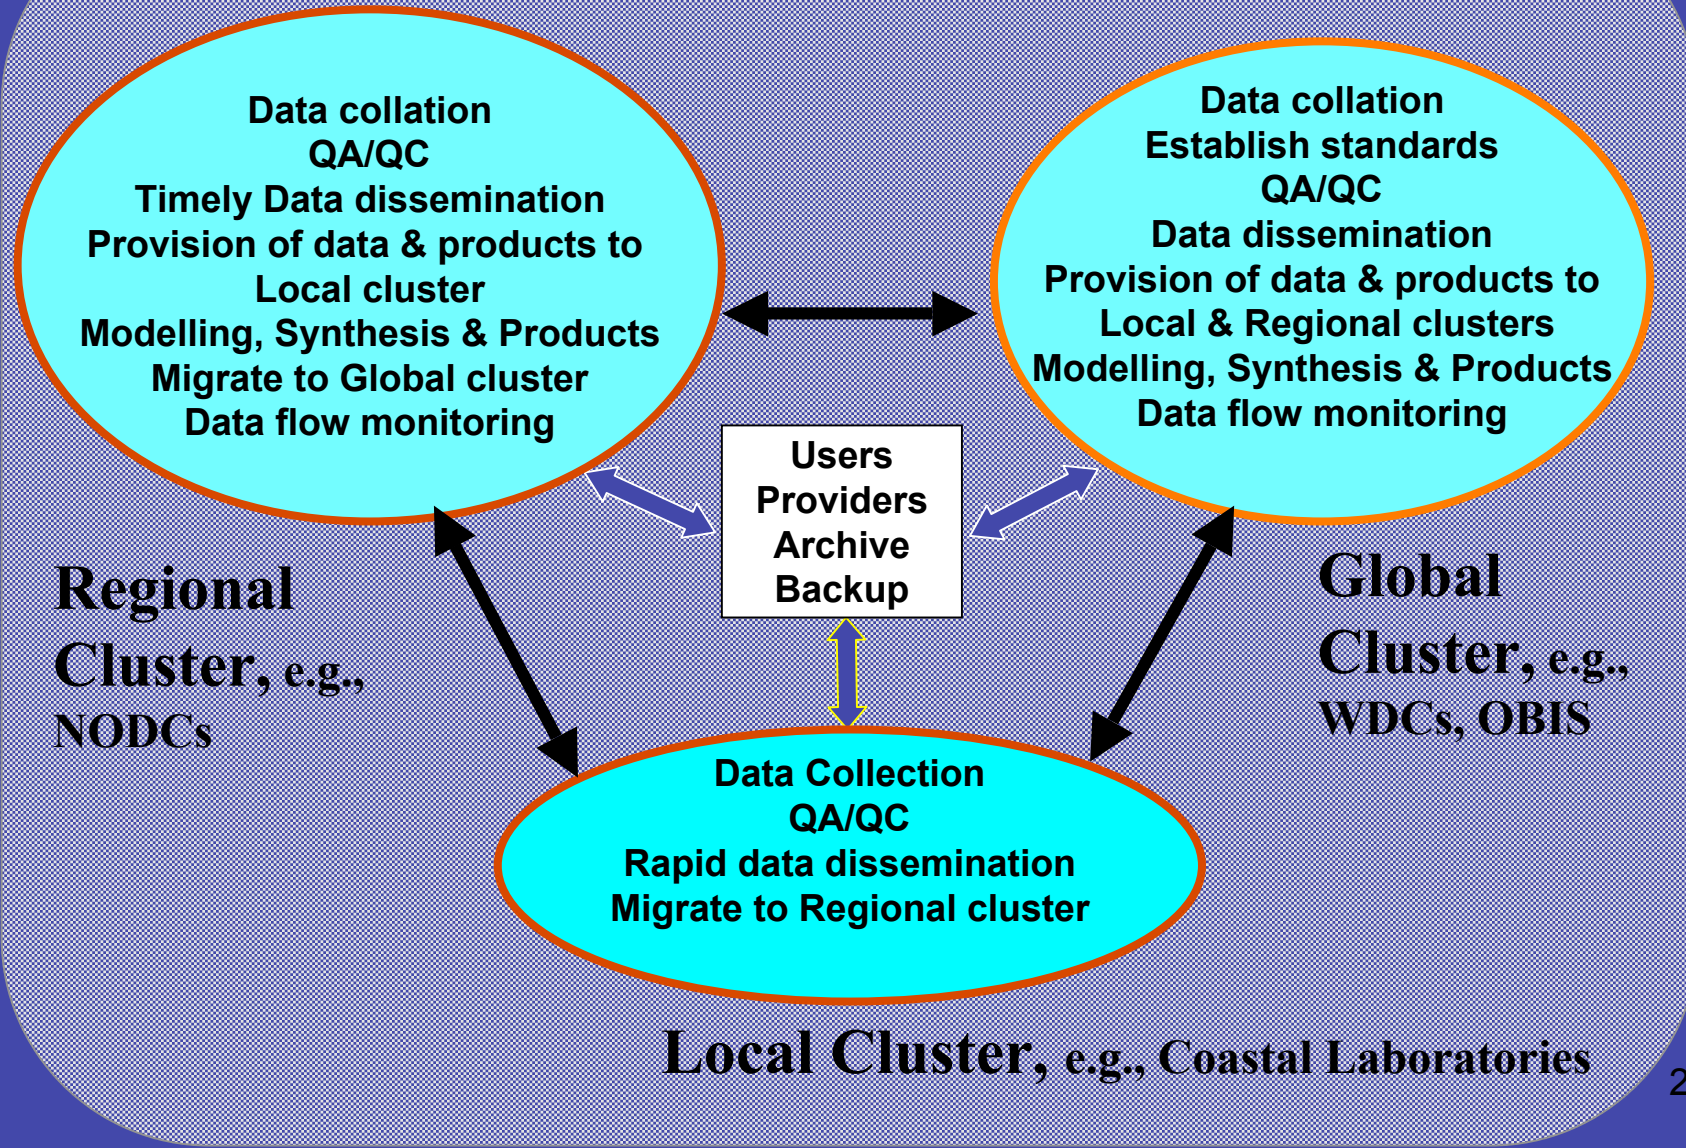 Data collation
QA/QC
Timely Data dissemination
Provision of data & products to
Local cluster
Modelling, Synthesis & Products
Migrate to Global cluster
Data flow monitoring
Data collation
Establish standards
QA/QC
Data dissemination
Provision of data & products to
Local & Regional clusters
Modelling, Synthesis & Products
Data flow monitoring
Users
Providers
Archive
Backup
Regional
Cluster, e.g.,
NODCs
Global
Cluster, e.g.,
WDCs, OBIS
Data Collection
QA/QC
Rapid data dissemination
Migrate to Regional cluster
Local Cluster, e.g., Coastal Laboratories
2